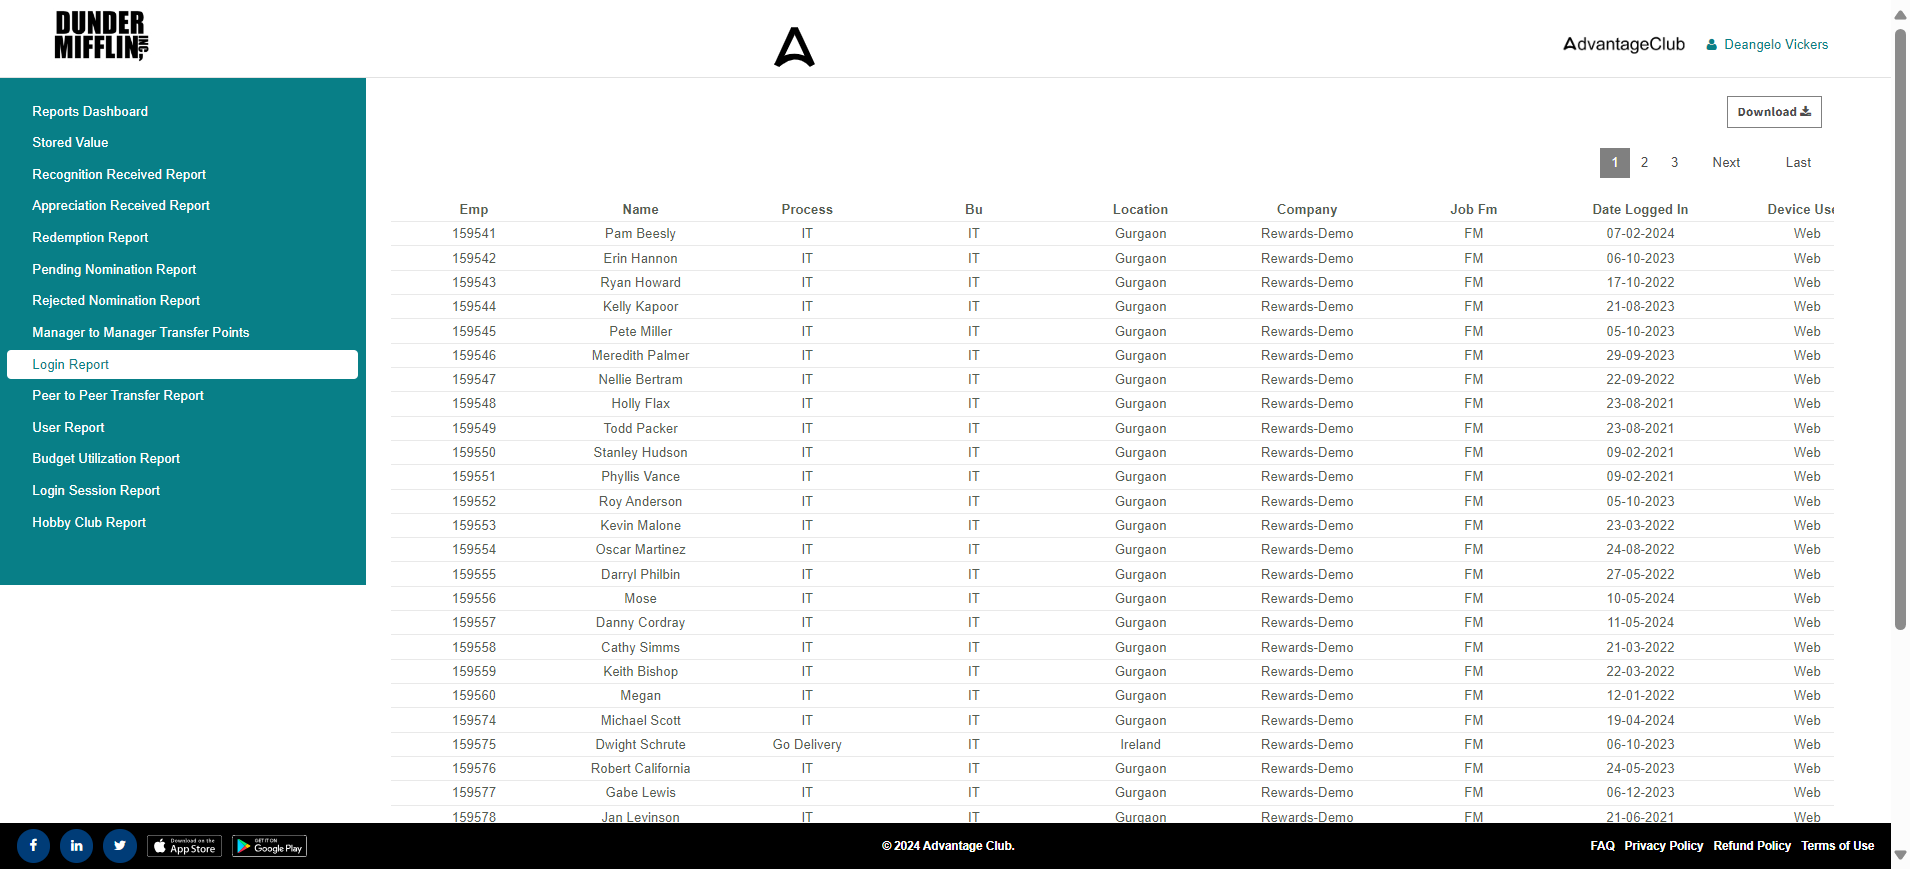 DUNDER
MIFFLIN, INC
AdvantageClub
Deangelo Vickers
Reports Dashboard
Stored Value
Recognition Received Report
Appreciation Received Report
Redemption Report
Pending Nomination Report
Rejected Nomination Report
Manager to Manager Transfer Points
Login Report
Peer to Peer Transfer Report
User Report
Budget Utilization Report
Login Session Report
Hobby Club Report
Download
1 2 3 Next Last
Emp Name Process Bu Location Company Job Fm Date Logged In Device Use
159541 Pam Beesly IT IT Gurgaon Rewards-Demo FM 07-02-2024 Web
159542 Erin Hannon IT IT Gurgaon Rewards-Demo FM 06-10-2023 Web
159543 Ryan Howard IT IT Gurgaon Rewards-Demo FM 17-10-2022 Web
159544 Kelly Kapoor IT IT Gurgaon Rewards-Demo FM 21-08-2023 Web
159545 Pete Miller IT IT Gurgaon Rewards-Demo FM 05-10-2023 Web
159546 Meredith Palmer IT IT Gurgaon Rewards-Demo FM 29-09-2023 Web
159547 Nellie Bertram IT IT Gurgaon Rewards-Demo FM 22-09-2022 Web
159548 Holly Flax IT IT Gurgaon Rewards-Demo FM 23-08-2021 Web
159549 Todd Packer IT IT Gurgaon Rewards-Demo FM 23-08-2021 Web
159550 Stanley Hudson IT IT Gurgaon Rewards-Demo FM 09-02-2021 Web
159551 Phyllis Vance IT IT Gurgaon Rewards-Demo FM 09-02-2021 Web
159552 Roy Anderson IT IT Gurgaon Rewards-Demo FM 05-10-2023 Web
159553 Kevin Malone IT IT Gurgaon Rewards-Demo FM 23-03-2022 Web
159554 Oscar Martinez IT IT Gurgaon Rewards-Demo FM 24-08-2022 Web
159555 Darryl Philbin IT IT Gurgaon Rewards-Demo FM 27-05-2022 Web
159556 Mose IT IT Gurgaon Rewards-Demo FM 10-05-2024 Web
159557 Danny Cordray IT IT Gurgaon Rewards-Demo FM 11-05-2024 Web
159558 Cathy Simms IT IT Gurgaon Rewards-Demo FM 21-03-2022 Web
159559 Keith Bishop IT IT Gurgaon Rewards-Demo FM 22-03-2022 Web
159560 Megan IT IT Gurgaon Rewards-Demo FM 12-01-2022 Web
159574 Michael Scott IT IT Gurgaon Rewards-Demo FM 19-04-2024 Web
159575 Dwight Schrute Go Delivery IT Ireland Rewards-Demo FM 06-10-2023 Web
159576 Robert California IT IT Gurgaon Rewards-Demo FM 24-05-2023 Web
159577 Gabe Lewis IT IT Gurgaon Rewards-Demo FM 06-12-2023 Web
159578 Jan Levinson IT IT Gurgaon Rewards-Demo FM 21-06-2021 Web
Download on the
App Store
GET IT ON
Google Play
© 2024 Advantage Club.
FAQ Privacy Policy Refund Policy Terms of Use